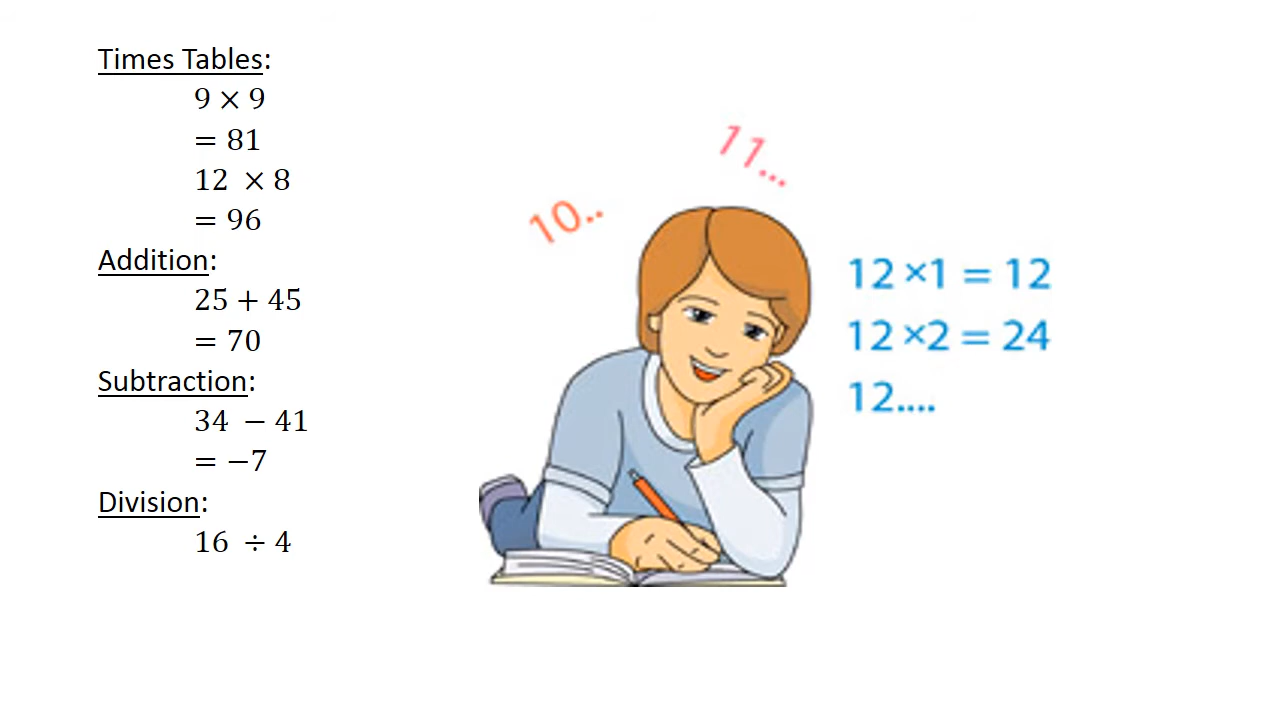 Times Tables:
9 × 9
= 81
12 × 8
= 96
Addition:
25 + 45
= 70
Subtraction:
34 − 41
= −7
Division:
16 ÷ 4
11...
10..
12 ×1 = 12
12 ×2 = 24
12....